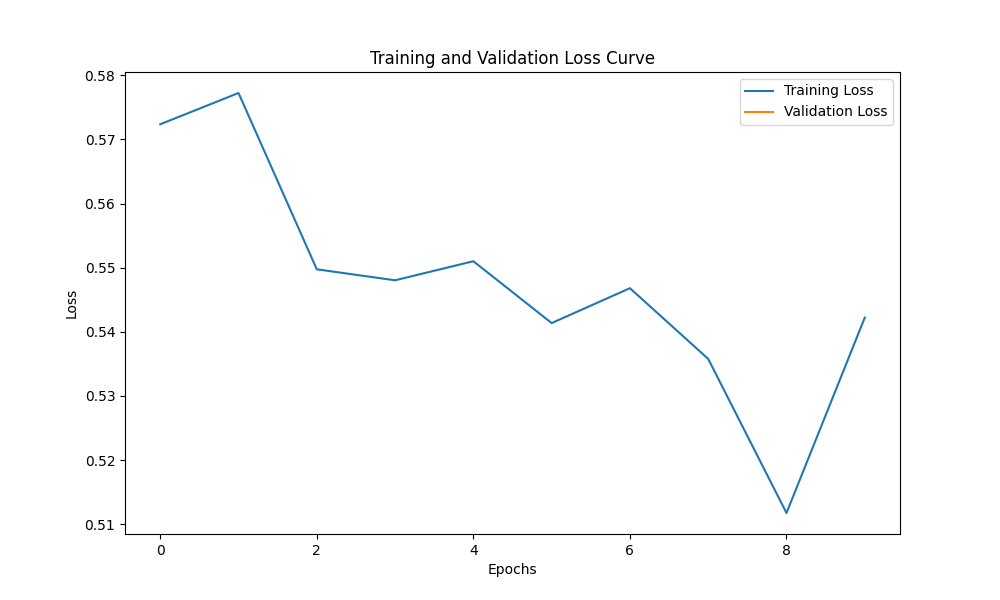 Training and Validation Loss Curve
Training Loss
Validation Loss
0.58
0.57
0.56
0.55
0.54
0.53
0.52
0.51
Loss
0 2 4 6 8
Epochs